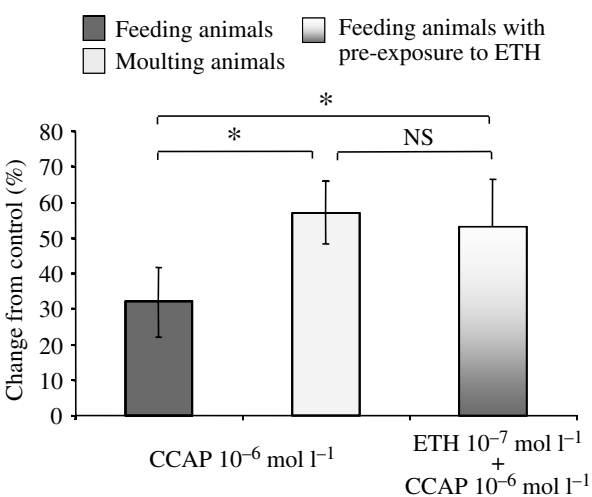 Feeding animals
Moulting animals
Feeding animals with
pre-exposure to ETH
*
*
NS
Change from control (%)
80
70
60
50
40
30
20
10
0
CCAP 10⁻⁶ mol l⁻¹
ETH 10⁻⁷ mol l⁻¹
+
CCAP 10⁻⁶ mol l⁻¹